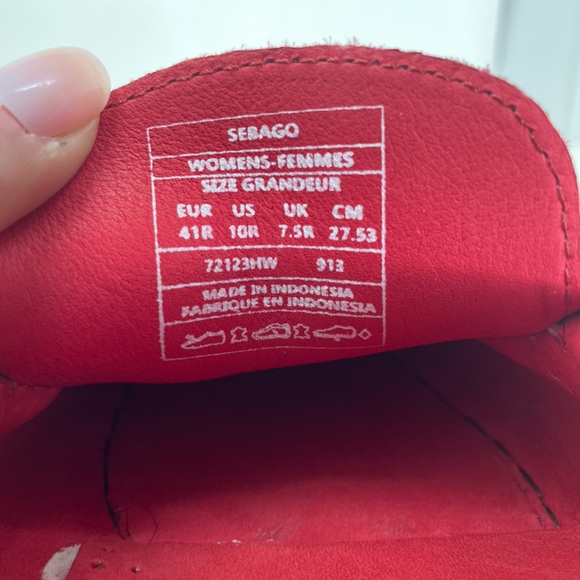 SEBAGO
WOMENS-FEMMES
SIZE GRANDEUR
EUR US UK CM
41R 10R 7.5R 27.53
72123HW 913
MADE IN INDONESIA
FABRIQUE EN INDONESIA